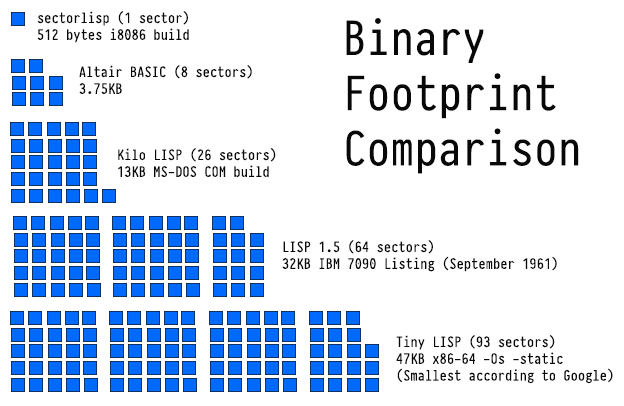 Binary
Footprint
Comparison
sectorlisp (1 sector)
512 bytes i8086 build
Altair BASIC (8 sectors)
3.75KB
Kilo LISP (26 sectors)
13KB MS-DOS COM build
LISP 1.5 (64 sectors)
32KB IBM 7090 Listing (September 1961)
Tiny LISP (93 sectors)
47KB x86-64 -Os -static
(Smallest according to Google)